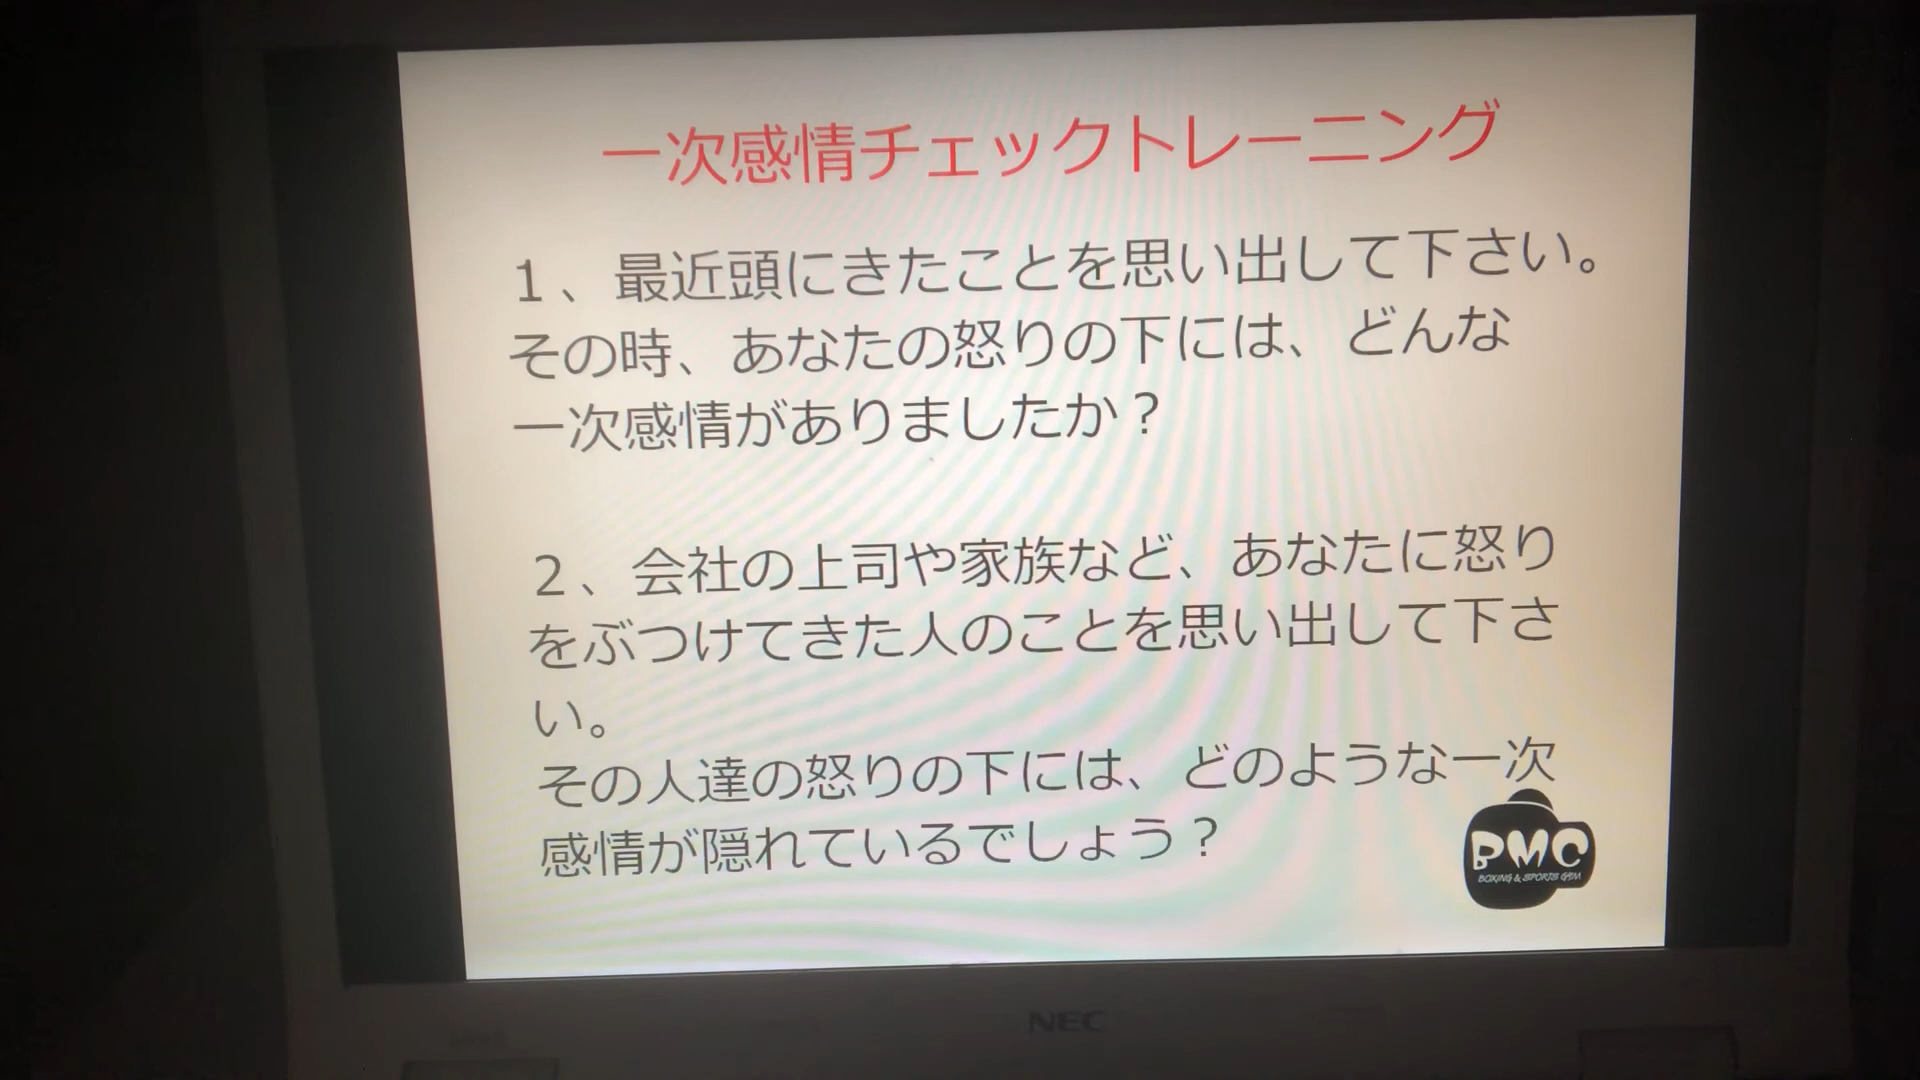 一次感情チェックトレーニング
１、最近頭にきたことを思い出して下さい。
その時、あなたの怒りの下には、どんな
一次感情がありましたか？
２、会社の上司や家族など、あなたに怒り
をぶつけてきた人のことを思い出して下さ
い。
その人達の怒りの下には、どのような一次
感情が隠れているでしょう？
BMC
BOXING & SPORTS GYM
NEC